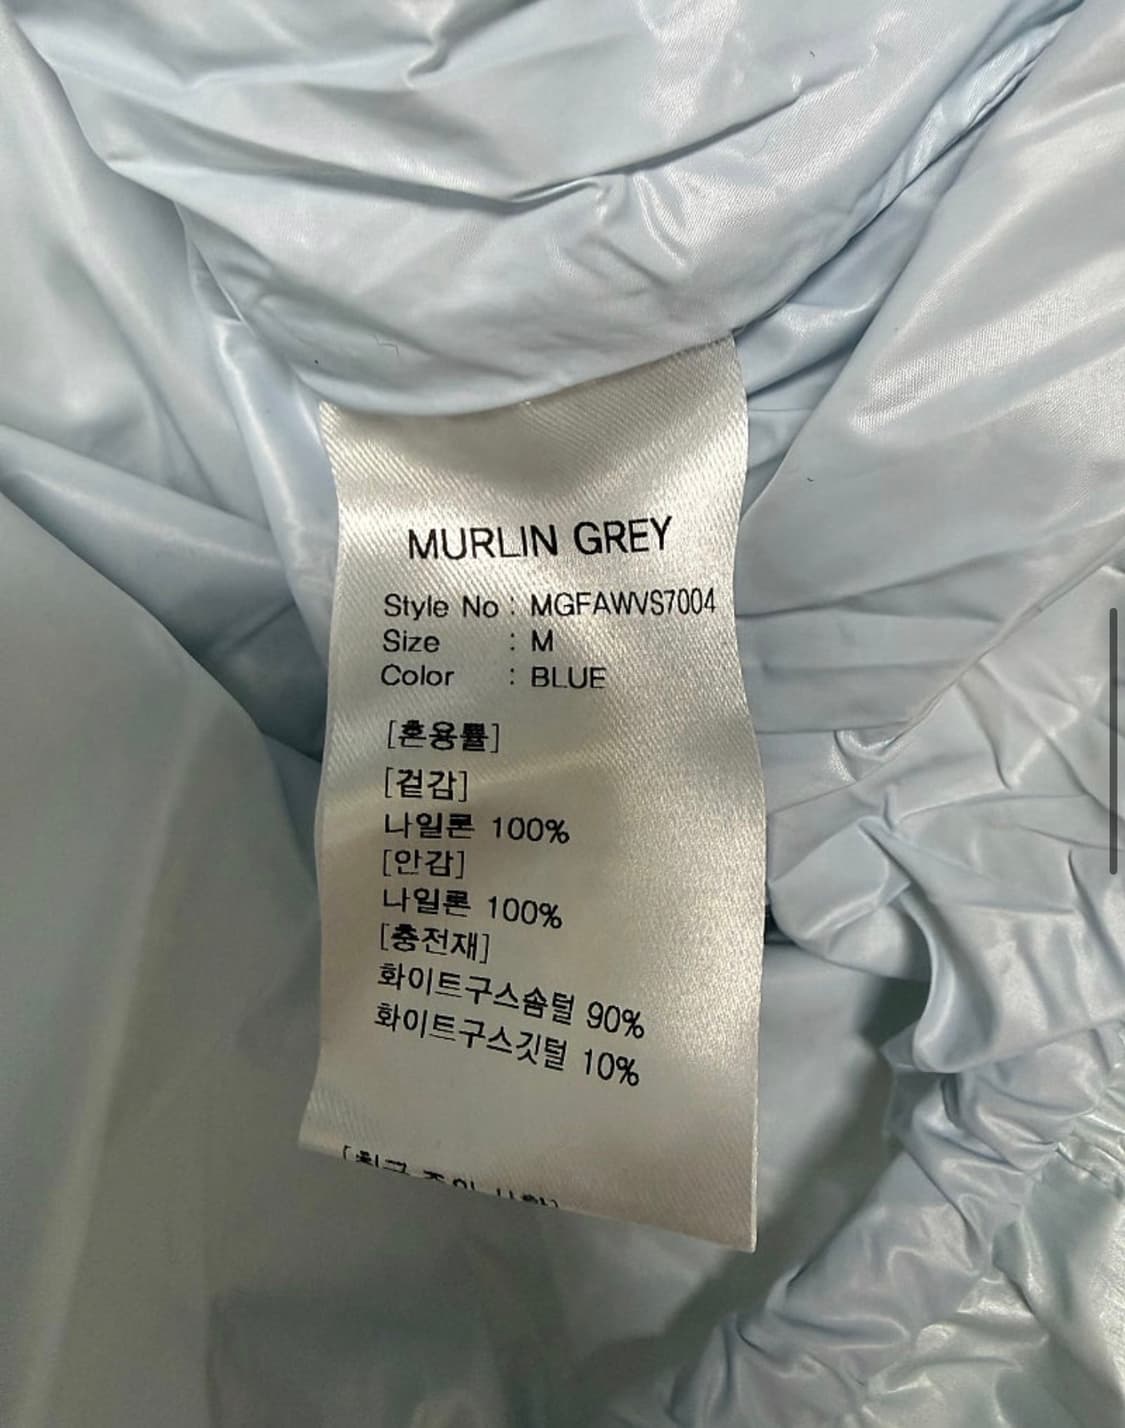 MURLIN GREY
Style No : MGFAWVS7004
Size : M
Color : BLUE
[혼용률]
[겉감]
나일론 100%
[안감]
나일론 100%
[충전재]
화이트구스솜털 90%
화이트구스깃털 10%